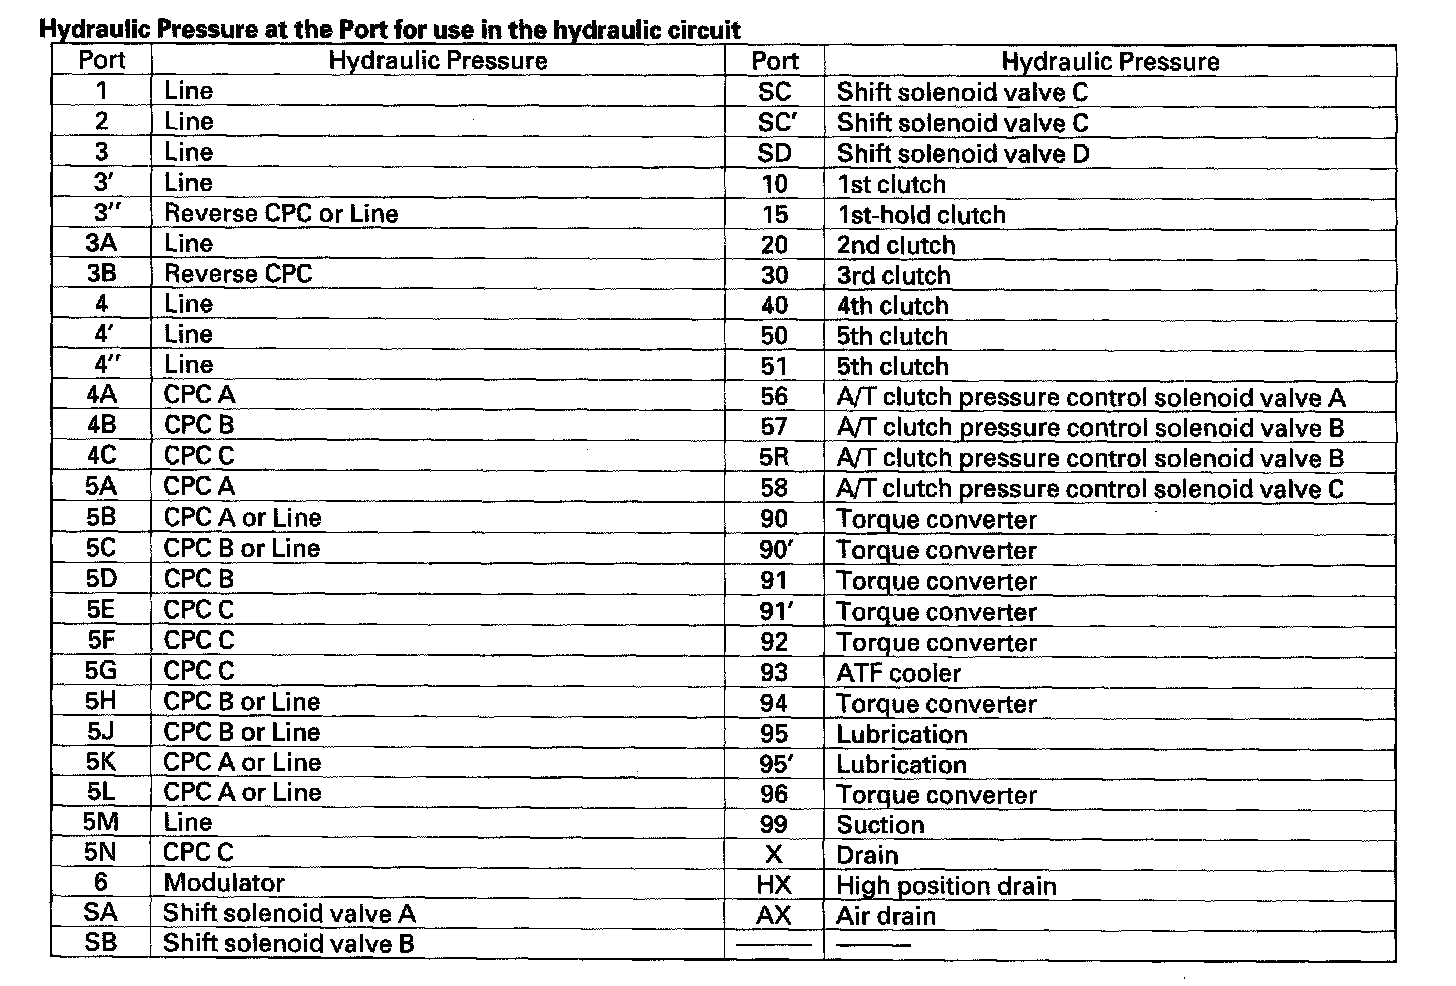 Hydraulic Pressure at the Port for use in the hydraulic circuit
Port Hydraulic Pressure Port Hydraulic Pressure
1 Line SC Shift solenoid valve C
2 Line SC′ Shift solenoid valve C
3 Line SD Shift solenoid valve D
3′ Line 10 1st clutch
3″ Reverse CPC or Line 15 1st-hold clutch
3A Line 20 2nd clutch
3B Reverse CPC 30 3rd clutch
4 Line 40 4th clutch
4′ Line 50 5th clutch
4″ Line 51 5th clutch
4A CPC A 56 A/T clutch pressure control solenoid valve A
4B CPC B 57 A/T clutch pressure control solenoid valve B
4C CPC C 5R A/T clutch pressure control solenoid valve B
5A CPC A 58 A/T clutch pressure control solenoid valve C
5B CPC A or Line 90 Torque converter
5C CPC B or Line 90′ Torque converter
5D CPC B 91 Torque converter
5E CPC C 91′ Torque converter
5F CPC C 92 Torque converter
5G CPC C 93 ATF cooler
5H CPC B or Line 94 Torque converter
5J CPC B or Line 95 Lubrication
5K CPC A or Line 95′ Lubrication
5L CPC A or Line 96 Torque converter
5M Line 99 Suction
5N CPC C X Drain
6 Modulator HX High position drain
SA Shift solenoid valve A AX Air drain
SB Shift solenoid valve B —— ——